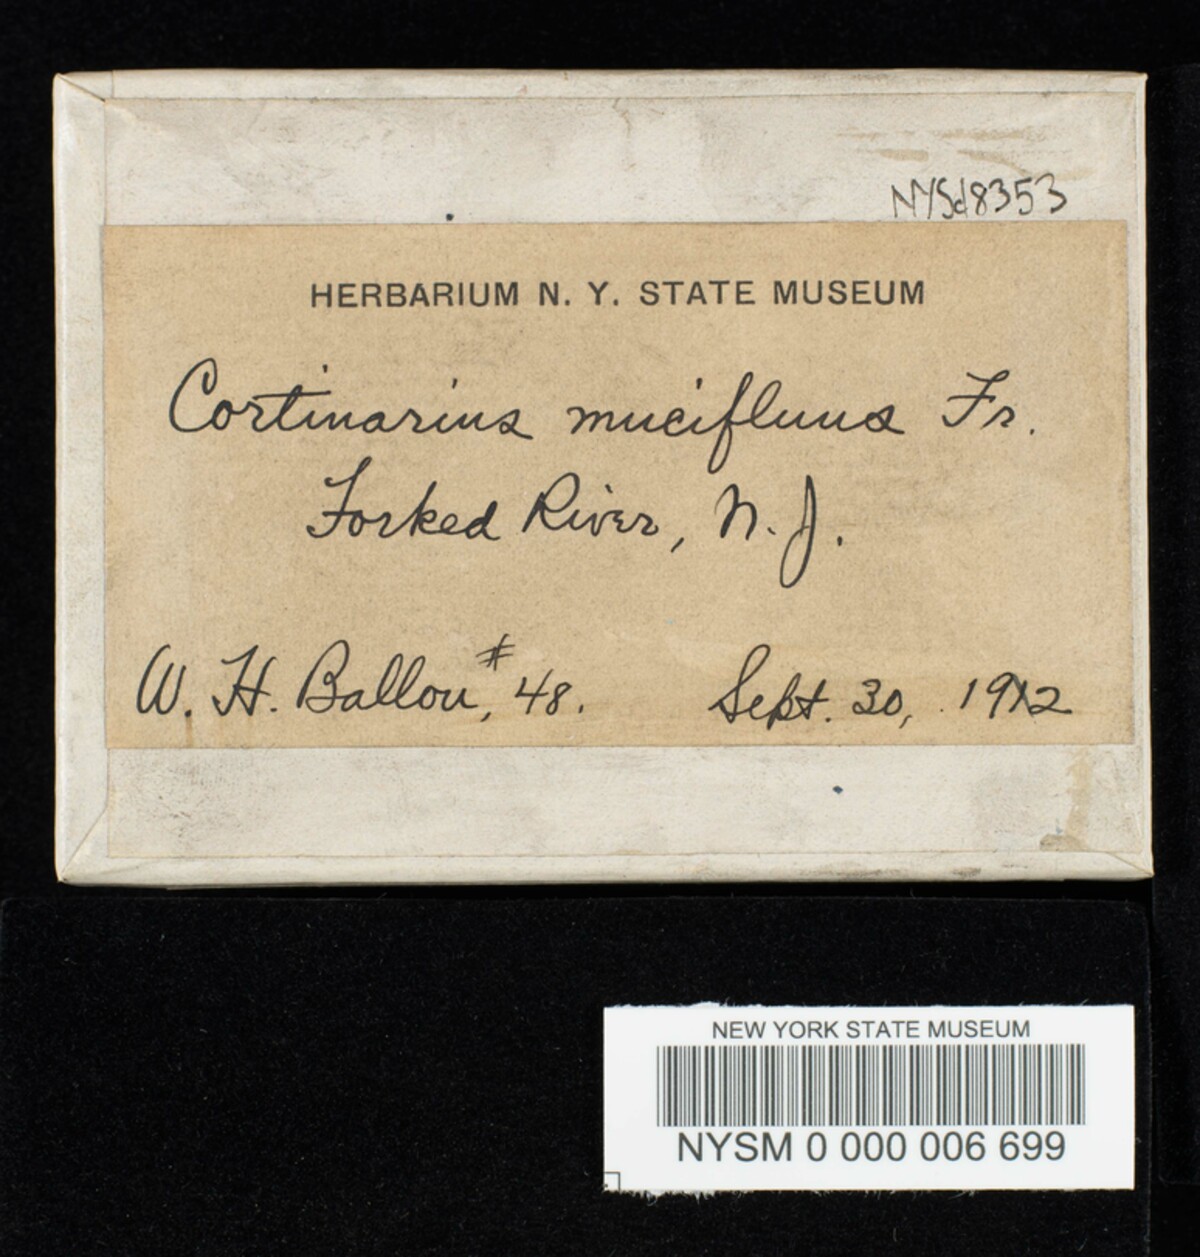 NYSd8353
HERBARIUM N. Y. STATE MUSEUM
Cortinarius mucifluus Fr.
Forked River, N. J.
W. H. Ballou, # 48. Sept. 30, 1912
NEW YORK STATE MUSEUM
NYSM 0 000 006 699